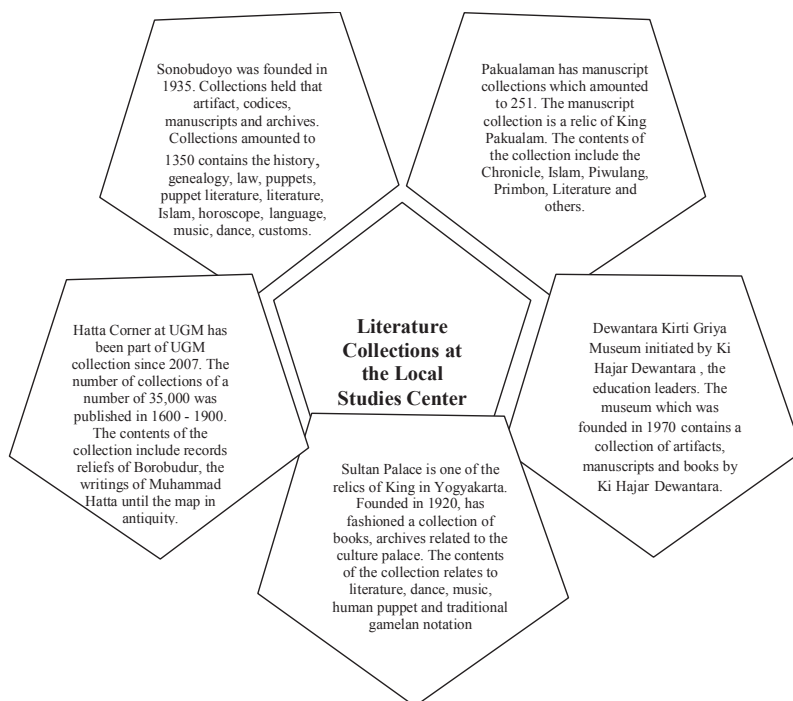 Sonobudoyo was founded in
1935. Collections held that
artifact, codices,
manuscripts and archives.
Collections amounted to
1350 contains the history,
genealogy, law, puppets,
puppet literature, literature,
Islam, horoscope, language,
music, dance, customs.
Pakualaman has manuscript
collections which amounted
to 251. The manuscript
collection is a relic of King
Pakualam. The contents of
the collection include the
Chronicle, Islam, Piwulang,
Primbon, Literature and
others.
Literature
Collections at
the Local
Studies Center
Hatta Corner at UGM has
been part of UGM
collection since 2007. The
number of collections of a
number of 35,000 was
published in 1600 - 1900.
The contents of the
collection include records
reliefs of Borobudur, the
writings of Muhammad
Hatta until the map in
antiquity.
Dewantara Kirti Griya
Museum initiated by Ki
Hajar Dewantara , the
education leaders. The
museum which was
founded in 1970 contains a
collection of artifacts,
manuscripts and books by
Ki Hajar Dewantara.
Sultan Palace is one of the
relics of King in Yogyakarta.
Founded in 1920, has
fashioned a collection of
books, archives related to the
culture palace. The contents
of the collection relates to
literature, dance, music,
human puppet and traditional
gamelan notation